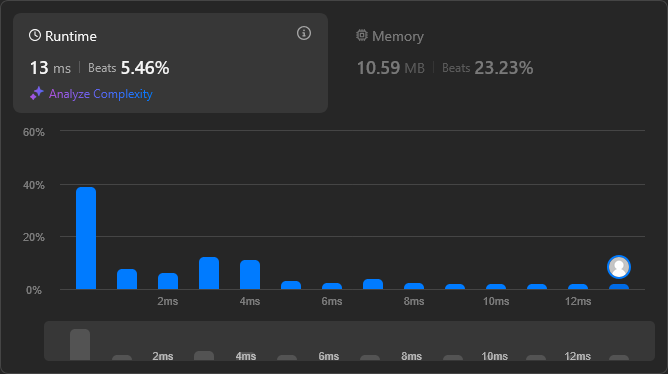 Runtime
13 ms Beats 5.46%
Analyze Complexity
Memory
10.59 MB Beats 23.23%
60%
40%
20%
0%
2ms 4ms 6ms 8ms 10ms 12ms
2ms 4ms 6ms 8ms 10ms 12ms